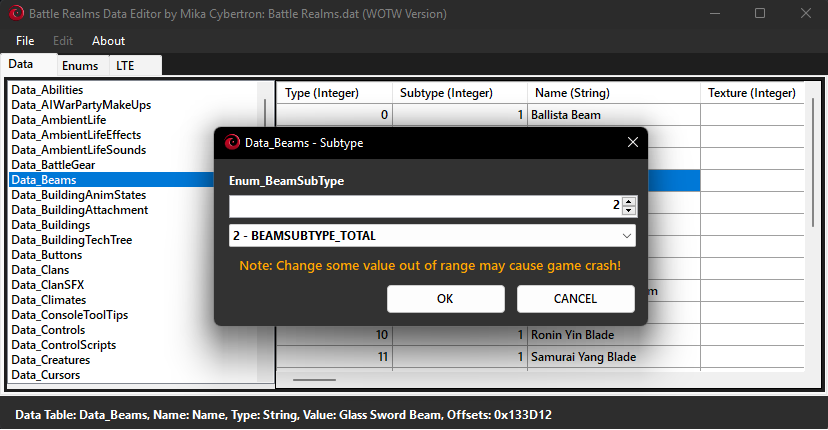 Battle Realms Data Editor by Mika Cybertron: Battle Realms.dat (WOTW Version)
File Edit About
Data Enums LTE
Data_Abilities
Data_AIWarPartyMakeUps
Data_AmbientLife
Data_AmbientLifeEffects
Data_AmbientLifeSounds
Data_BattleGear
Data_Beams
Data_BuildingAnimStates
Data_BuildingAttachment
Data_Buildings
Data_BuildingTechTree
Data_Buttons
Data_Clans
Data_ClanSFX
Data_Climates
Data_ConsoleToolTips
Data_Controls
Data_ControlScripts
Data_Creatures
Data_Cursors
Type (Integer) Subtype (Integer) Name (String) Texture (Integer)
0 1 Ballista Beam
Data_Beams - Subtype
Enum_BeamSubType
2
2 - BEAMSUBTYPE_TOTAL
Note: Change some value out of range may cause game crash!
OK CANCEL
10 1 Ronin Yin Blade
11 1 Samurai Yang Blade
Data Table: Data_Beams, Name: Name, Type: String, Value: Glass Sword Beam, Offsets: 0x133D12